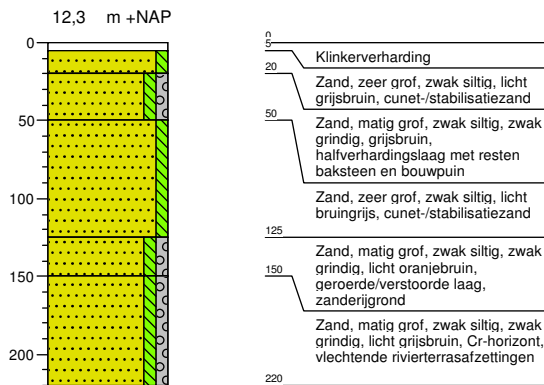 12,3 m +NAP
0
50
100
150
200
0
5
Klinkerverharding
20
Zand, zeer grof, zwak siltig, licht
grijsbruin, cunet-/stabilisatiezand
50
Zand, matig grof, zwak siltig, zwak
grindig, grijsbruin,
halfverhardingslaag met resten
baksteen en bouwpuin
Zand, zeer grof, zwak siltig, licht
bruingrijs, cunet-/stabilisatiezand
125
Zand, matig grof, zwak siltig, zwak
grindig, licht oranjebruin,
geroerde/verstoorde laag,
zanderijgrond
150
Zand, matig grof, zwak siltig, zwak
grindig, licht grijsbruin, Cr-horizont,
vlechtende rivierterrasafzettingen
220